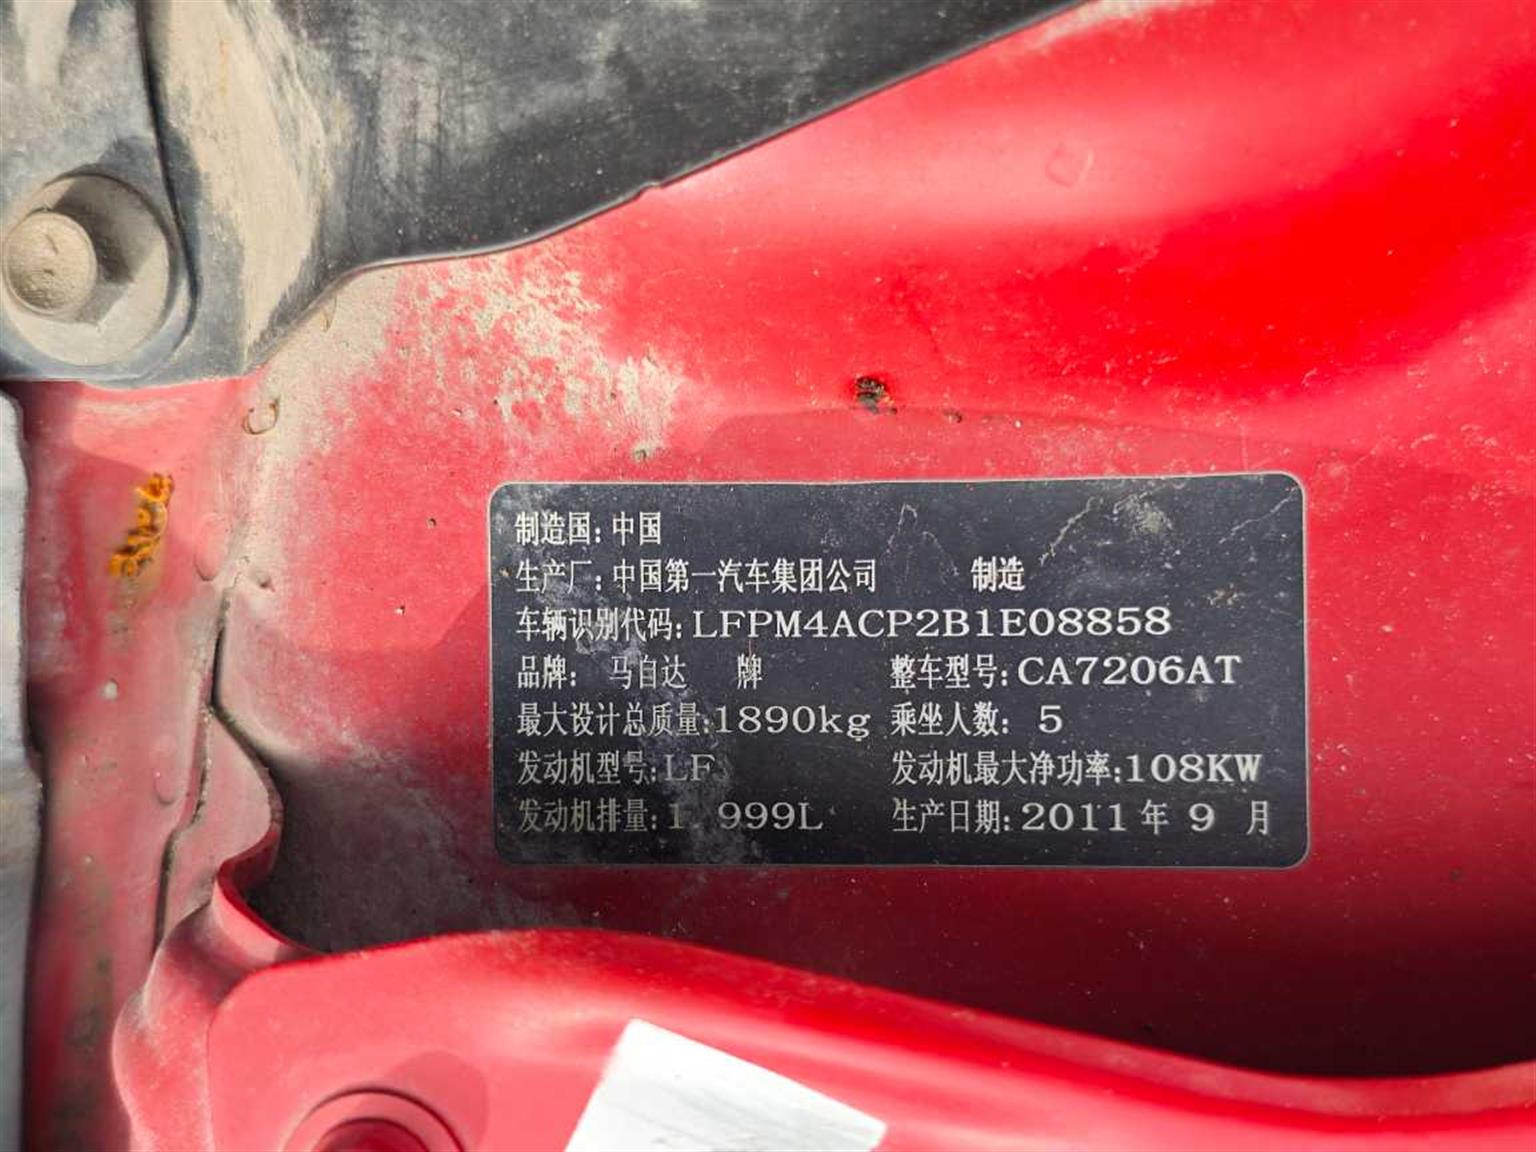 制造国: 中国
生产厂: 中国第一汽车集团公司 制造
车辆识别代码: LFPM4ACP2B1E08858
品牌: 马自达 牌 整车型号: CA7206AT
最大设计总质量: 1890kg 乘坐人数: 5
发动机型号: LF 发动机最大净功率: 108KW
发动机排量: 1.999L 生产日期: 2011 年 9 月